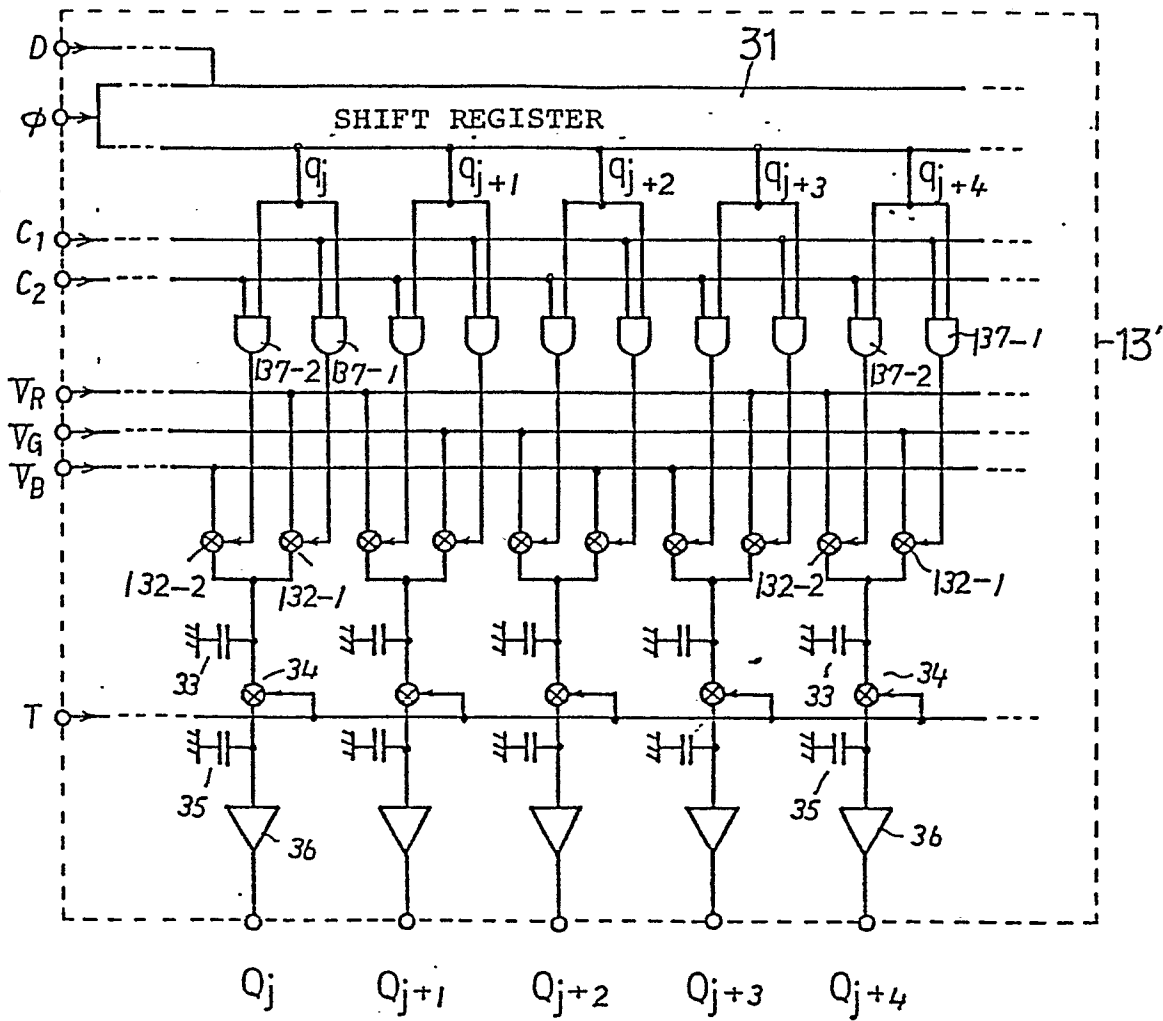 D
31
φ
SHIFT REGISTER
qj qj+1 qj+2 qj+3 qj+4
C1
C2
137-2 137-1 137-2 137-1
13'
VR
VG
VB
132-2 132-1 132-2 132-1
33 34 33 34
T
35 35
36 36
Qj Qj+1 Qj+2 Qj+3 Qj+4